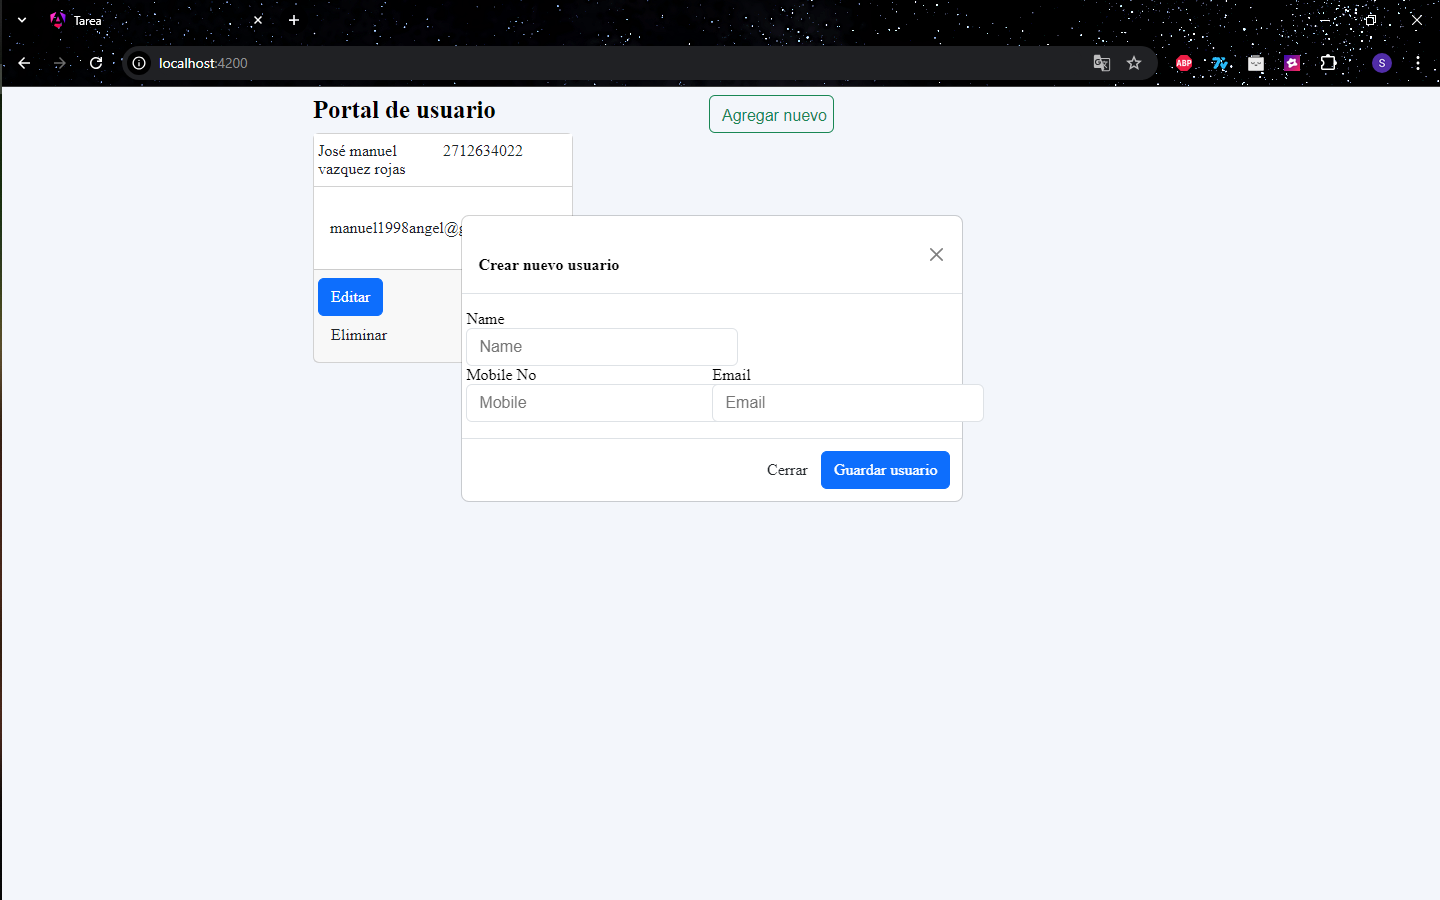 Tarea
localhost:4200
ABP
S
Portal de usuario
Agregar nuevo
José manuel 2712634022
vazquez rojas
manuel1998angel@g
Crear nuevo usuario
Editar
Eliminar
Name
Name
Mobile No Email
Mobile Email
Cerrar Guardar usuario